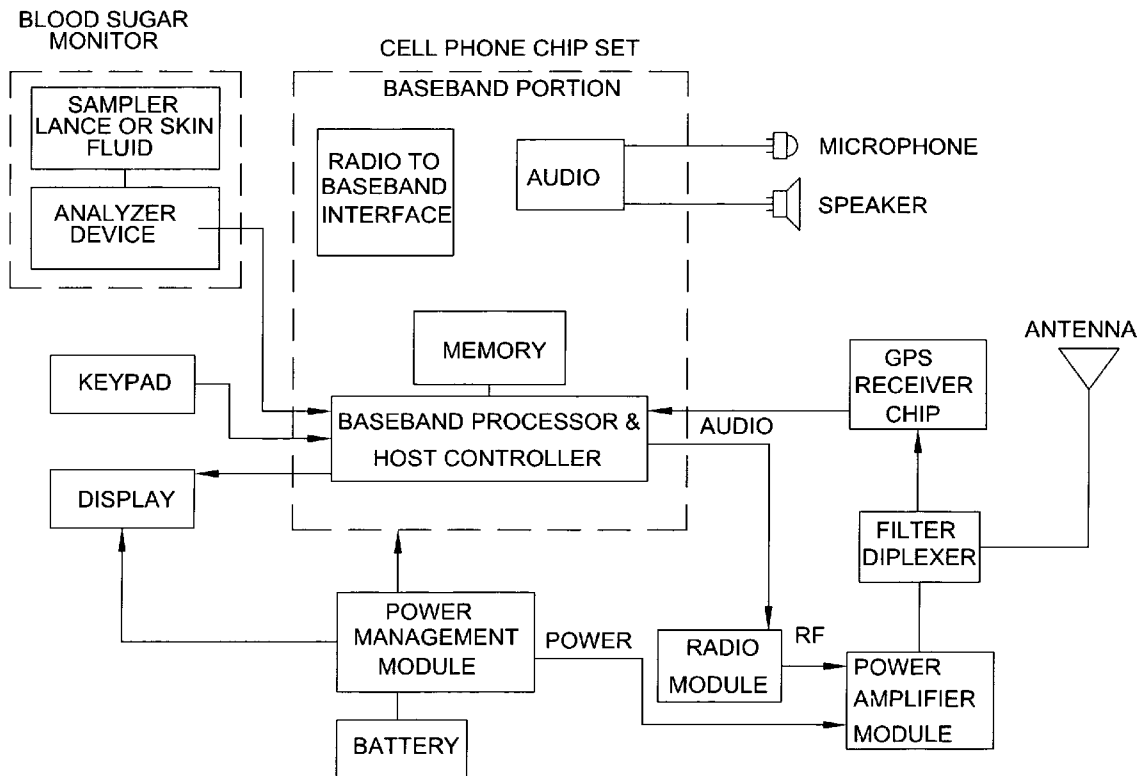 BLOOD SUGAR
MONITOR
SAMPLER
LANCE OR SKIN
FLUID
ANALYZER
DEVICE
CELL PHONE CHIP SET
BASEBAND PORTION
RADIO TO
BASEBAND
INTERFACE
AUDIO
MICROPHONE
SPEAKER
MEMORY
KEYPAD
BASEBAND PROCESSOR &
HOST CONTROLLER
AUDIO
GPS
RECEIVER
CHIP
ANTENNA
DISPLAY
FILTER
DIPLEXER
POWER
MANAGEMENT
MODULE
POWER
RADIO
MODULE
RF
POWER
AMPLIFIER
MODULE
BATTERY